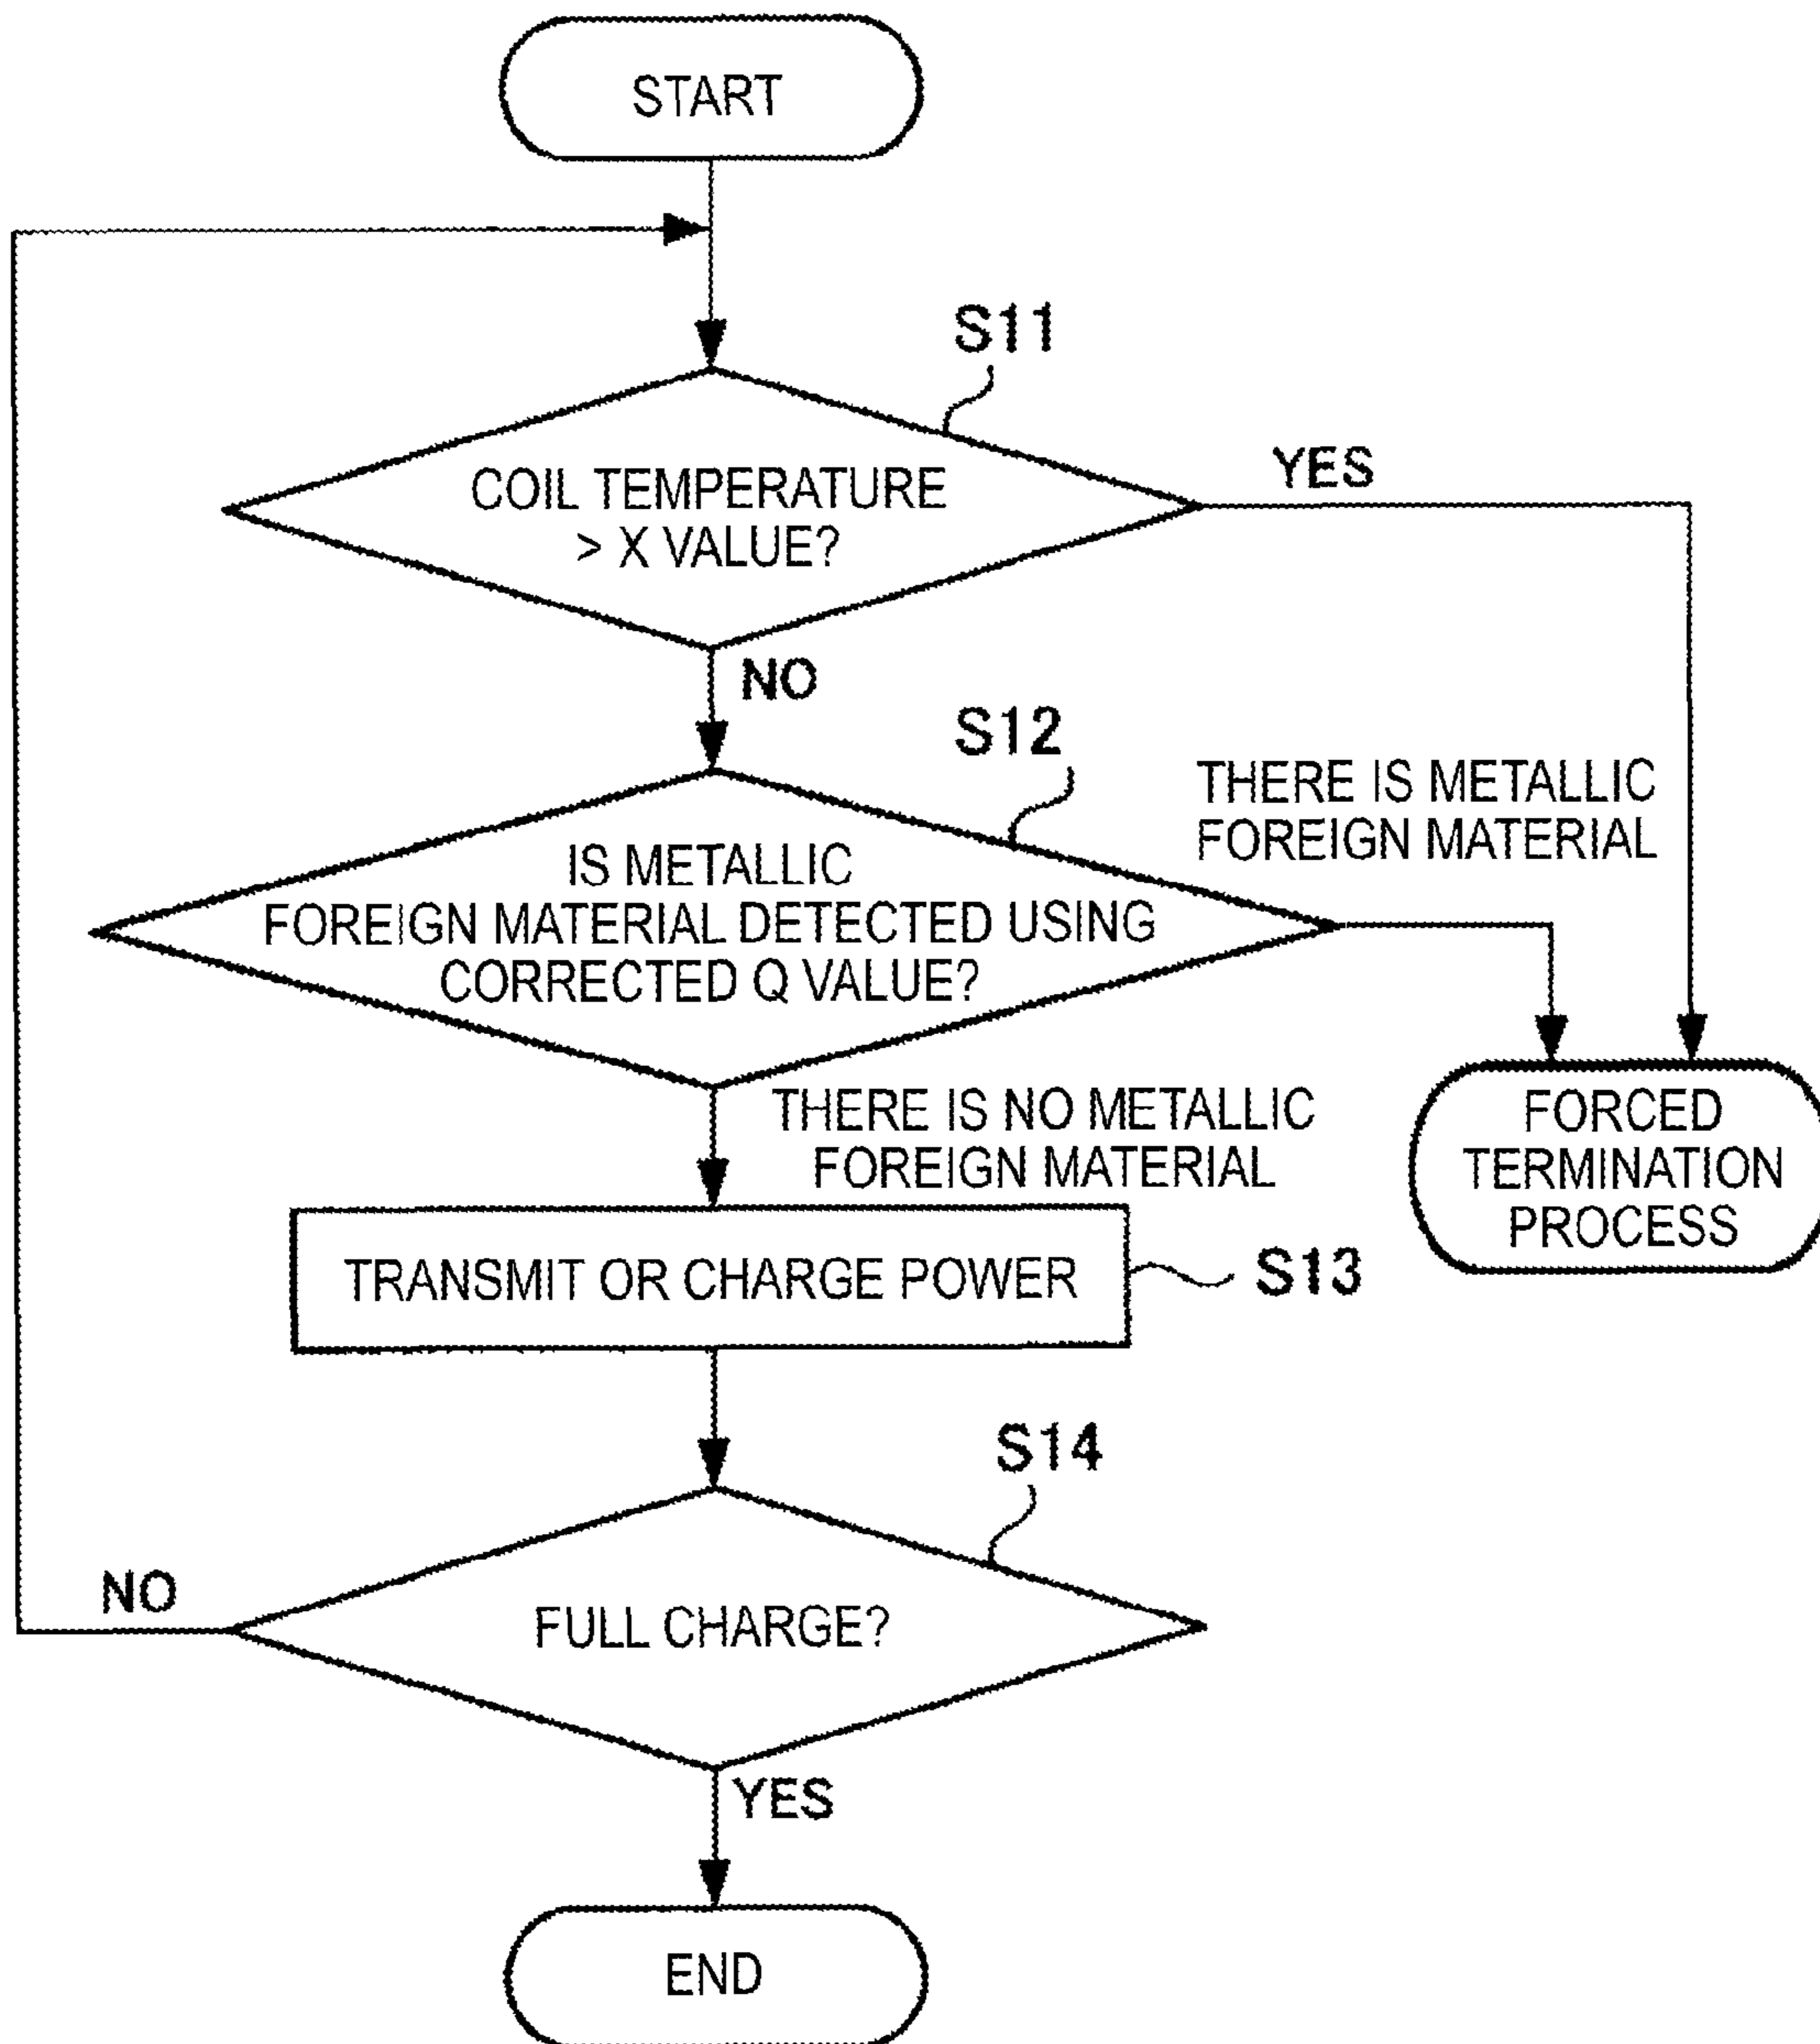 START
S11
COIL TEMPERATURE
> X VALUE?
YES
NO
S12
THERE IS METALLIC
FOREIGN MATERIAL
IS METALLIC
FOREIGN MATERIAL DETECTED USING
CORRECTED Q VALUE?
THERE IS NO METALLIC
FOREIGN MATERIAL
FORCED
TERMINATION
PROCESS
TRANSMIT OR CHARGE POWER
S13
S14
NO
FULL CHARGE?
YES
END